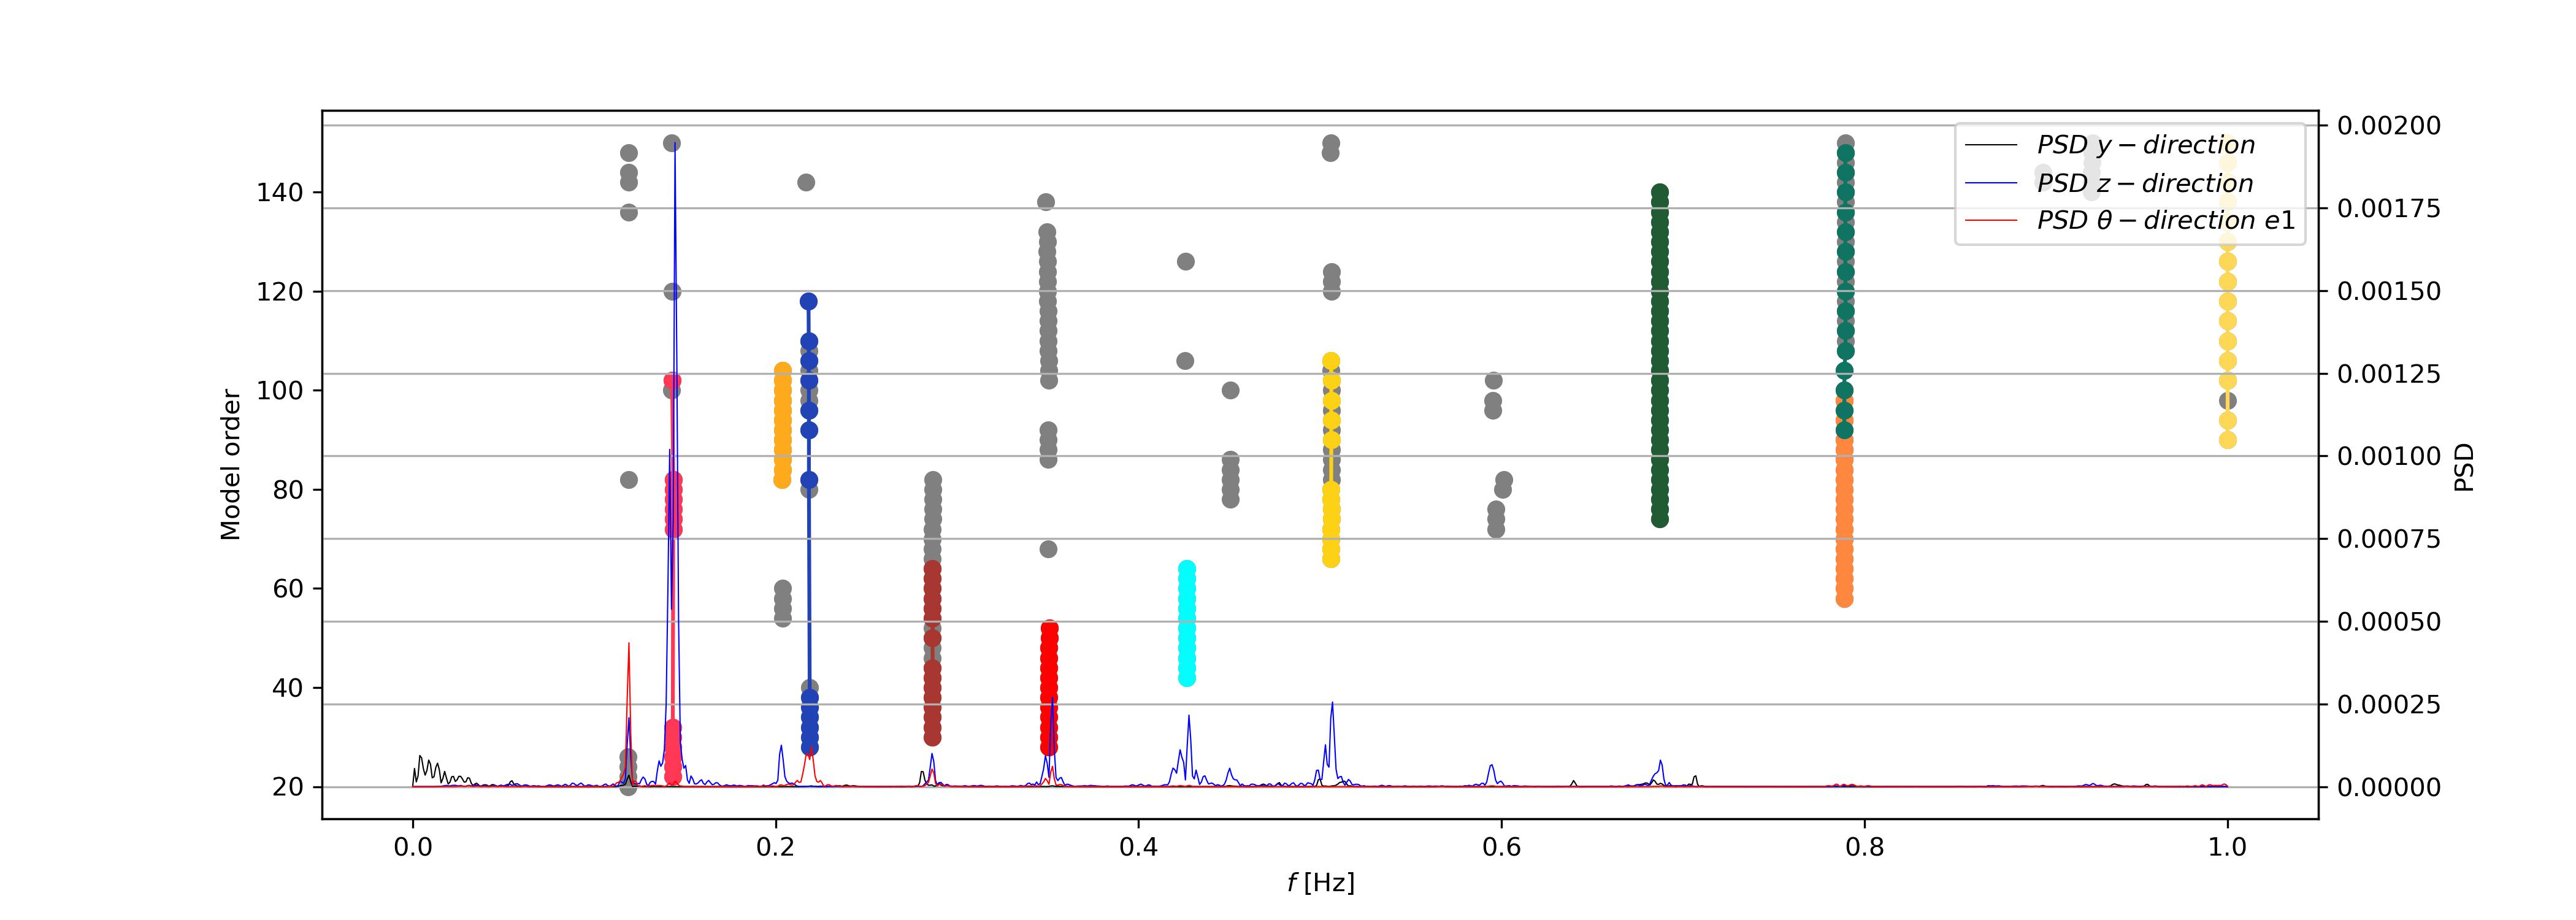 PSD y − direction
PSD z − direction
PSD θ − direction e1
Model order
140
120
100
80
60
40
20
0.00200
0.00175
0.00150
0.00125
0.00100
0.00075
0.00050
0.00025
0.00000
PSD
0.0 0.2 0.4 0.6 0.8 1.0
f [Hz]